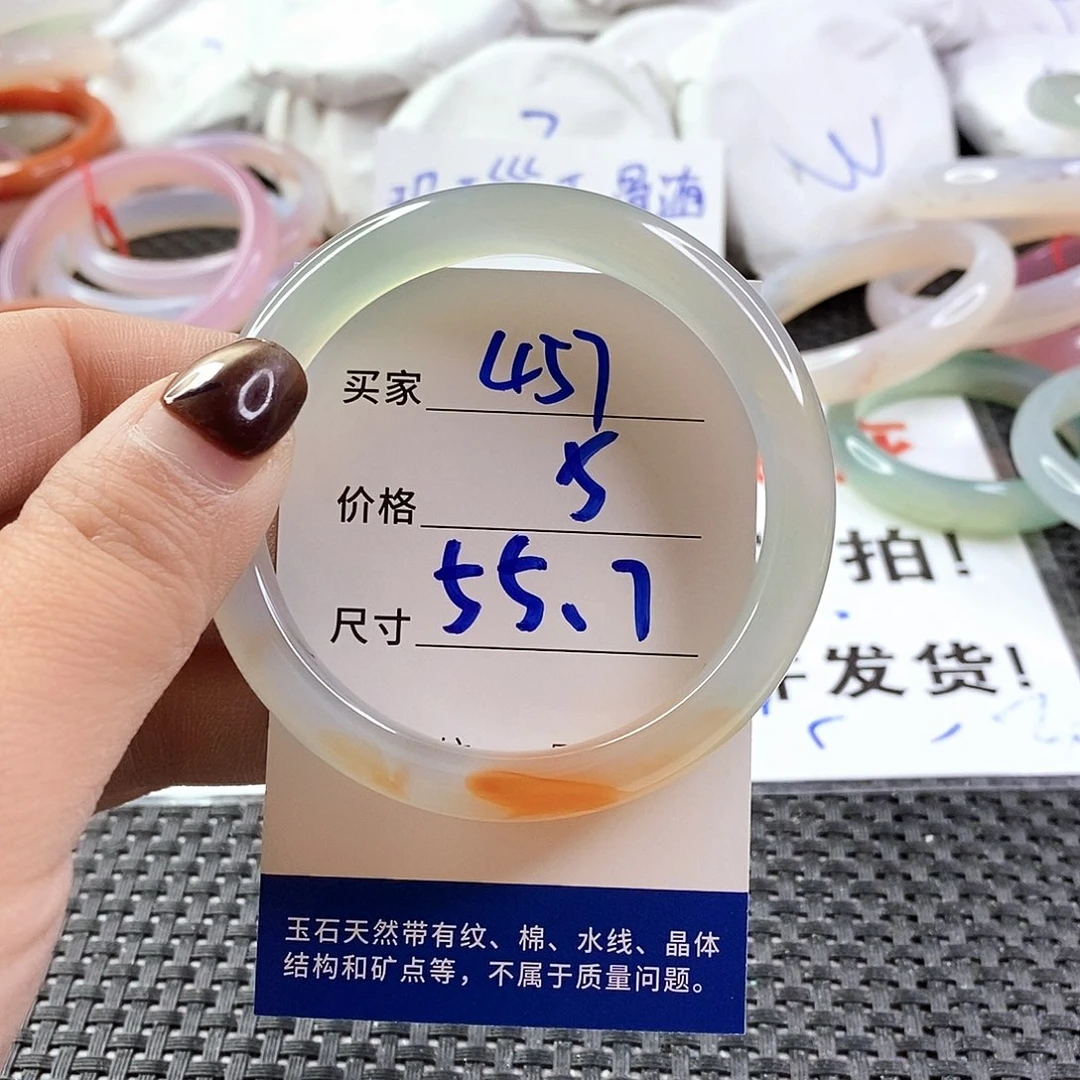 买家 457
价格 5
尺寸 55、7
拍！
发货！
玉石天然带有纹、棉、水线、晶体
结构和矿点等，不属于质量问题。